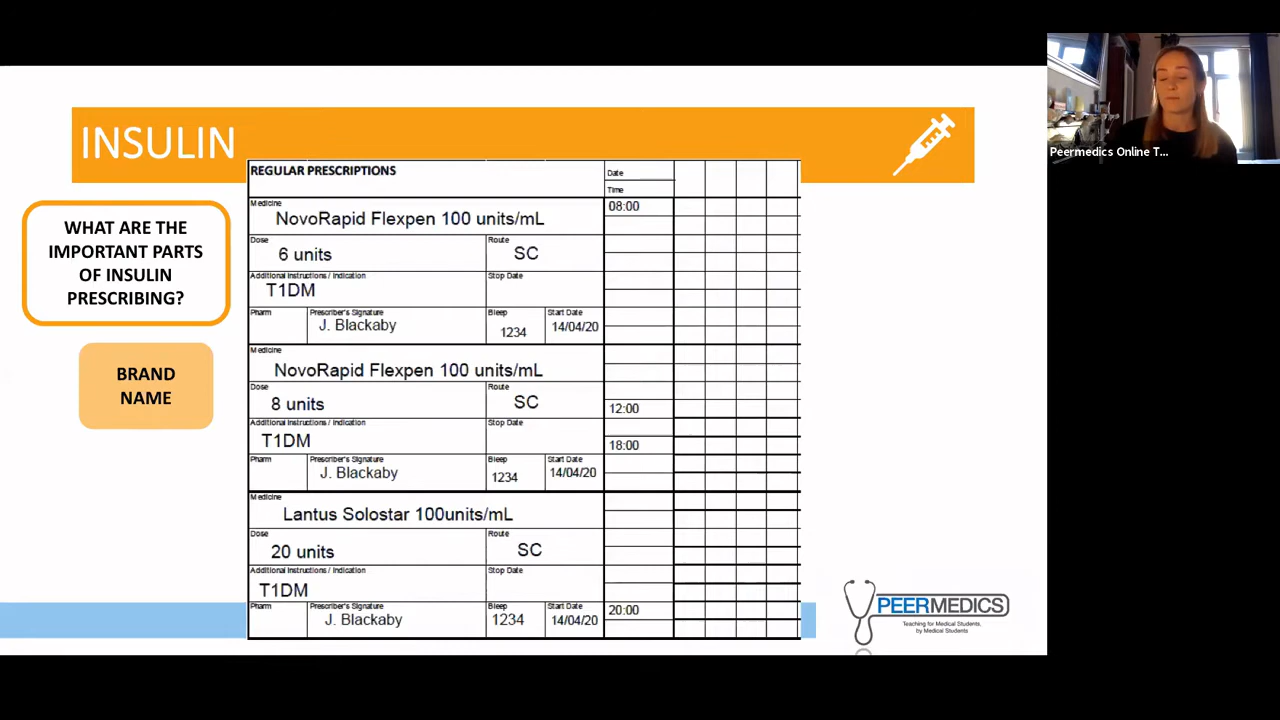 INSULIN
WHAT ARE THE
IMPORTANT PARTS
OF INSULIN
PRESCRIBING?
BRAND
NAME
REGULAR PRESCRIPTIONS
Date
Time
Medicine
NovoRapid Flexpen 100 units/mL
08:00
Dose
6 units
Route
SC
Additional Instructions / Indication
T1DM
Stop Date
Pharm
Prescriber's Signature
J. Blackaby
Bleep
1234
Start Date
14/04/20
Medicine
NovoRapid Flexpen 100 units/mL
Dose
8 units
Route
SC
12:00
Additional Instructions / Indication
T1DM
Stop Date
18:00
Pharm
Prescriber's Signature
J. Blackaby
Bleep
1234
Start Date
14/04/20
Medicine
Lantus Solostar 100units/mL
Dose
20 units
Route
SC
Additional Instructions / Indication
T1DM
Stop Date
Pharm
Prescriber's Signature
J. Blackaby
Bleep
1234
Start Date
14/04/20
20:00
PEERMEDICS
Teaching for Medical Students,
by Medical Students
Peermedics Online T...